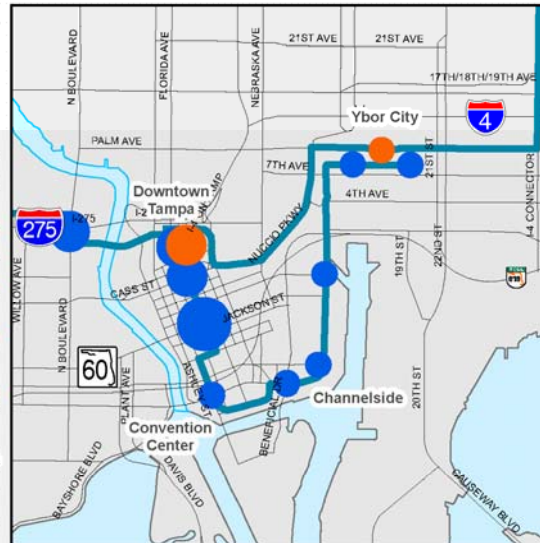 N BOULEVARD
FLORIDA AVE
NEBRASKA AVE
21ST AVE
21ST AVE
17TH/18TH/19TH AVE
4
Ybor City
PALM AVE
7TH AVE
21ST ST
4TH AVE
I-4 CONNECTOR
Downtown
Tampa
I-275
275
NUCCIO PKWY
WILLOW AVE
CASS ST
JACKSON ST
19TH ST
22ND ST
N BOULEVARD
60
PLANT AVE
ASHLEY ST
BENEFICIAL DR
Channelside
20TH ST
Convention
Center
BAYSHORE BLVD
DAVIS BLVD
CAUSEWAY BLVD